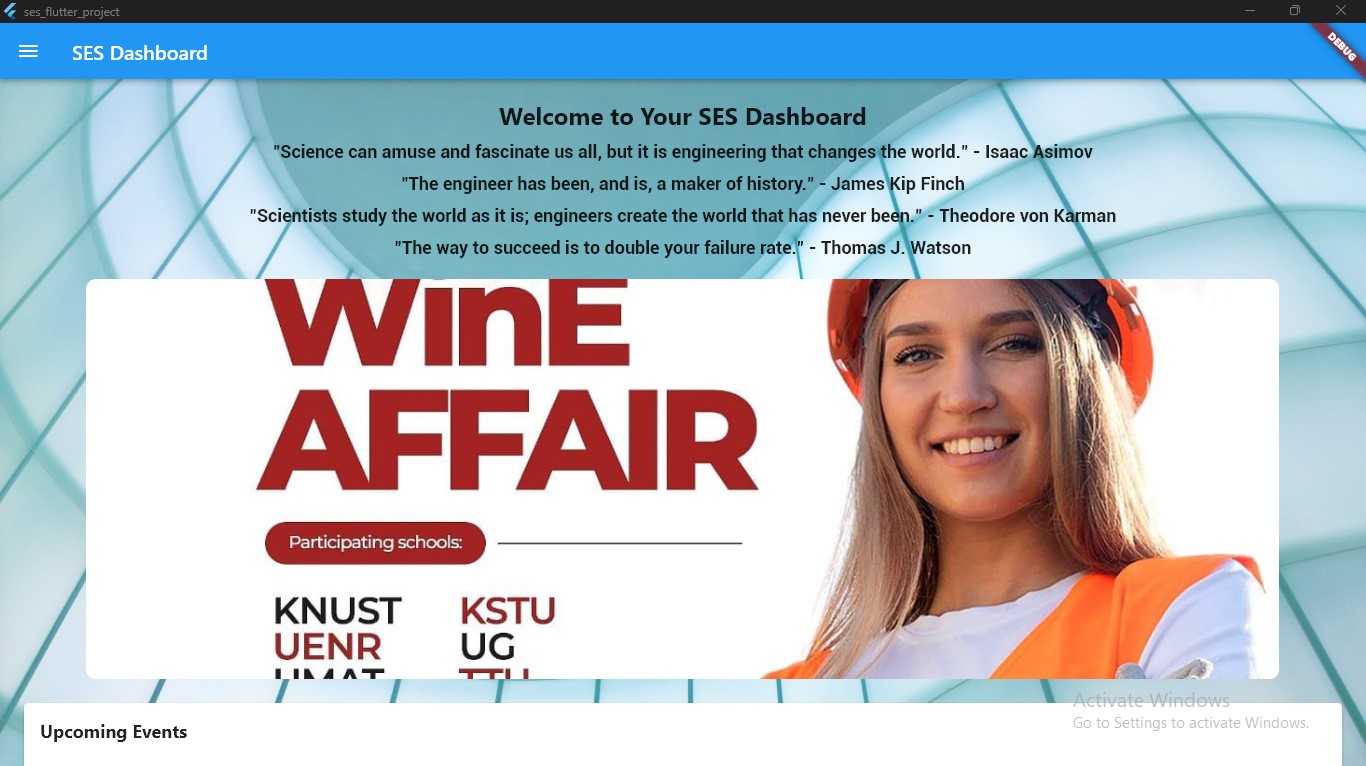 ses_flutter_project
SES Dashboard
DEBUG
Welcome to Your SES Dashboard
"Science can amuse and fascinate us all, but it is engineering that changes the world." - Isaac Asimov
"The engineer has been, and is, a maker of history." - James Kip Finch
"Scientists study the world as it is; engineers create the world that has never been." - Theodore von Karman
"The way to succeed is to double your failure rate." - Thomas J. Watson
WinE
AFFAIR
Participating schools:
KNUST KSTU
UENR UG
UMAT TTU
Activate Windows
Go to Settings to activate Windows.
Upcoming Events